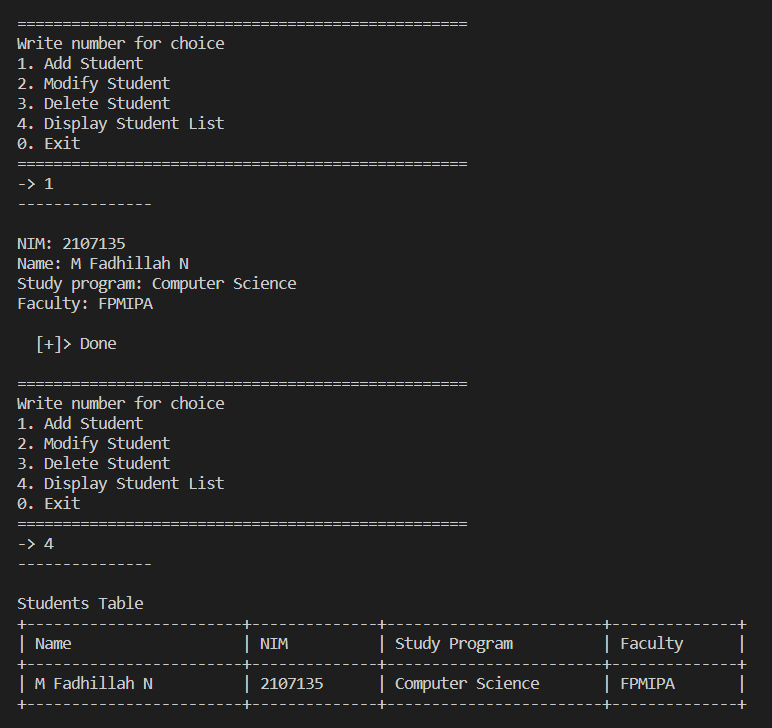 ==================================================
Write number for choice
1. Add Student
2. Modify Student
3. Delete Student
4. Display Student List
0. Exit
==================================================
-> 1
---------------
NIM: 2107135
Name: M Fadhillah N
Study program: Computer Science
Faculty: FPMIPA
[+]> Done
==================================================
Write number for choice
1. Add Student
2. Modify Student
3. Delete Student
4. Display Student List
0. Exit
==================================================
-> 4
---------------
Students Table
+------------------------+--------------+------------------------+--------------+
| Name                   | NIM          | Study Program          | Faculty      |
+------------------------+--------------+------------------------+--------------+
| M Fadhillah N          | 2107135      | Computer Science       | FPMIPA       |
+------------------------+--------------+------------------------+--------------+